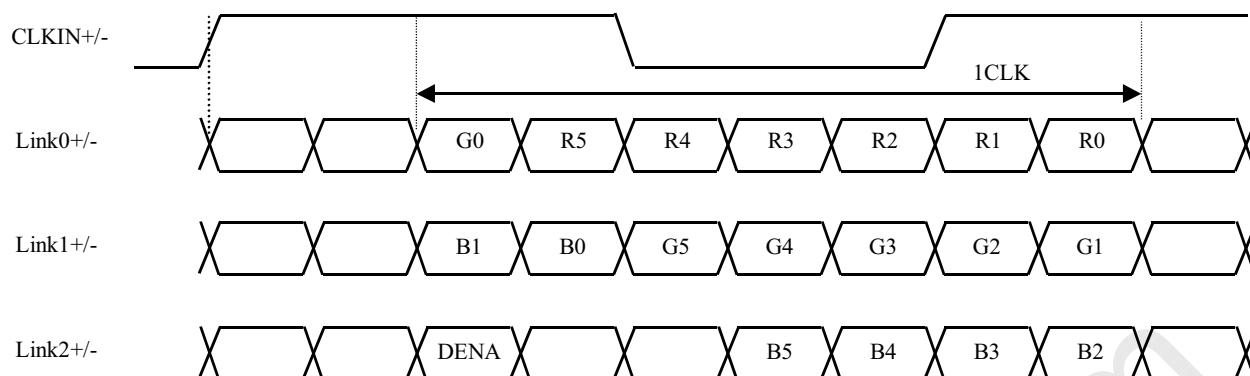 CLKIN+/-
1CLK
Link0+/- G0 R5 R4 R3 R2 R1 R0
Link1+/- B1 B0 G5 G4 G3 G2 G1
Link2+/- DENA B5 B4 B3 B2